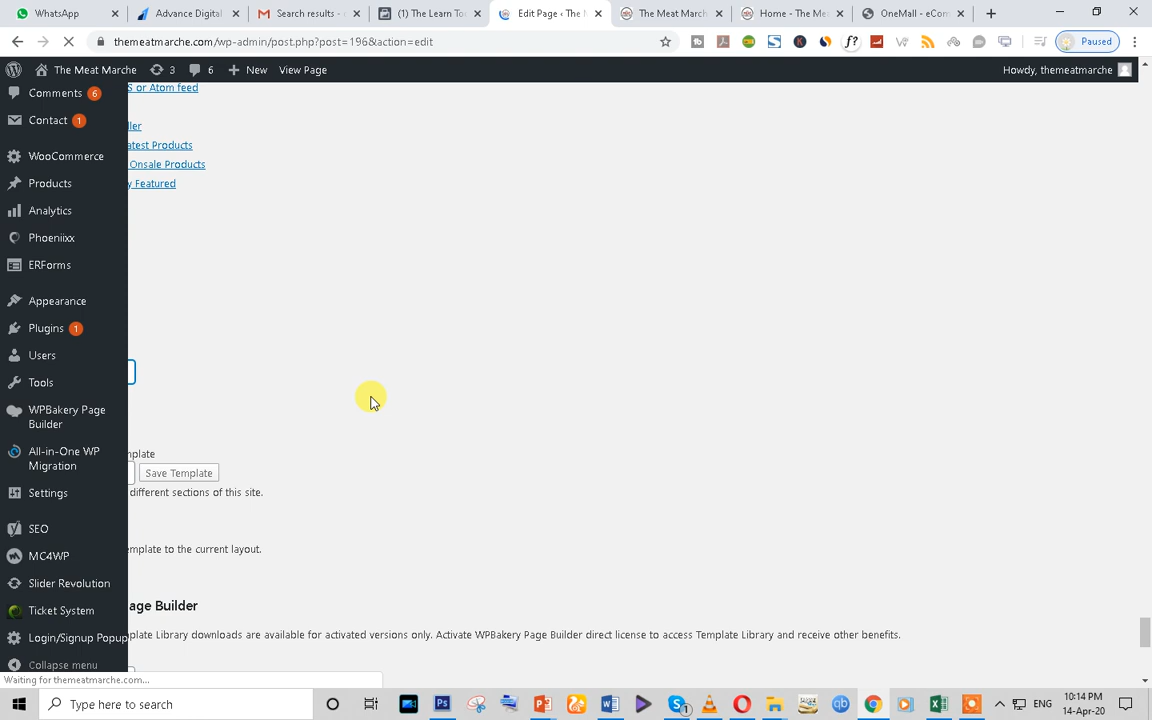 WhatsApp
Advance Digital
Search results -
(1) The Learn To
Edit Page ‹ The M
The Meat March
Home - The Me
OneMall - eCom
themeatmarche.com/wp-admin/post.php?post=196&action=edit
Paused
The Meat Marche
3
6
New
View Page
Howdy, themeatmarche
Comments 6
S or Atom feed
Contact 1
ller
atest Products
WooCommerce
Onsale Products
Products
y Featured
Analytics
Phoeniixx
ERForms
Appearance
Plugins 1
Users
Tools
WPBakery Page
Builder
All-in-One WP
Migration
mplate
Save Template
Settings
different sections of this site.
SEO
emplate to the current layout.
MC4WP
Slider Revolution
Ticket System
age Builder
Login/Signup Popup
plate Library downloads are available for activated versions only. Activate WPBakery Page Builder direct license to access Template Library and receive other benefits.
Collapse menu
Waiting for themeatmarche.com...
Type here to search
ENG
10:14 PM
14-Apr-20